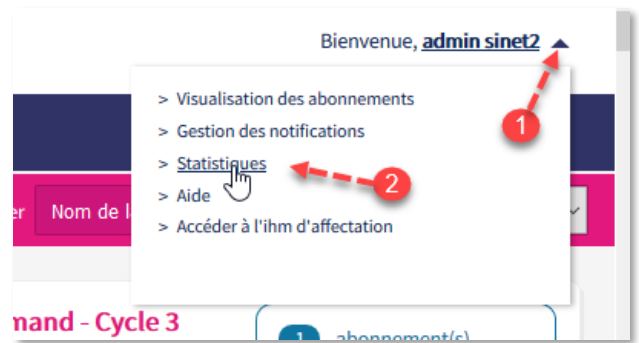 Bienvenue, admin sinet2
> Visualisation des abonnements
1
> Gestion des notifications
> Statistiques
2
> Aide
er Nom de l
> Accéder à l'ihm d'affectation
mand - Cycle 3
1 abonnement(s)